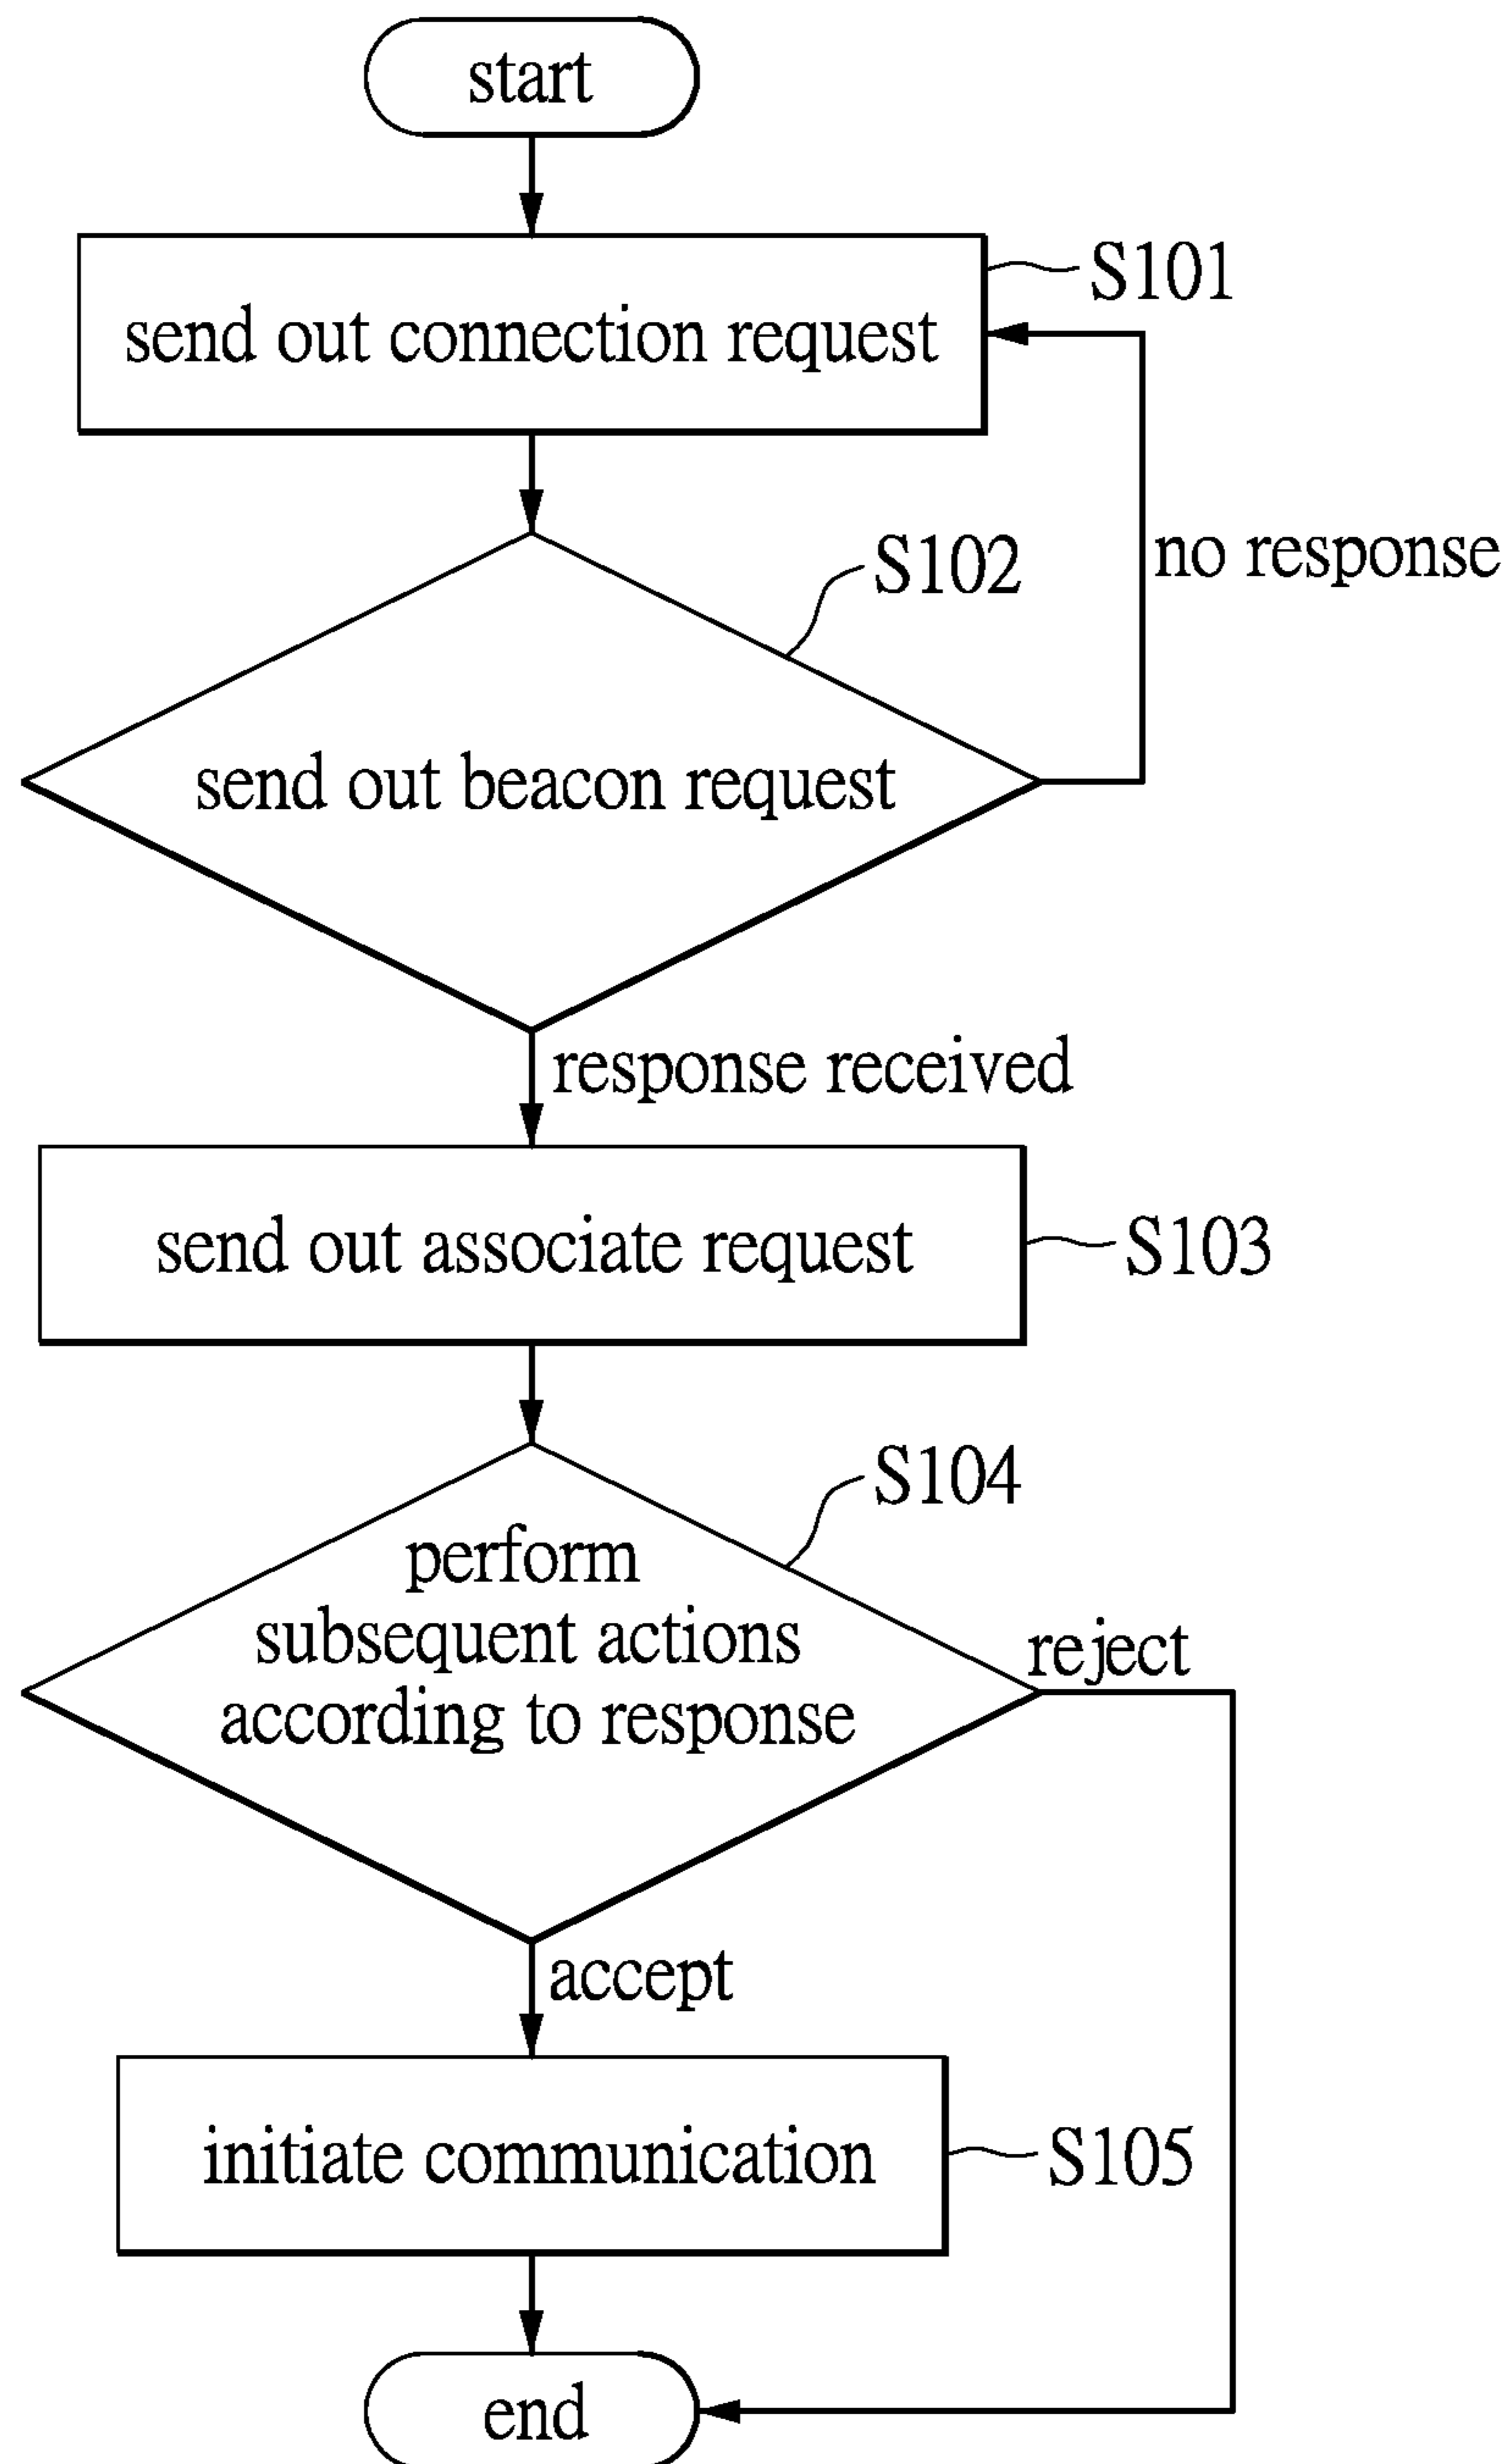 start
send out connection request
S101
no response
S102
send out beacon request
response received
send out associate request
S103
S104
perform
subsequent actions
according to response
reject
accept
initiate communication
S105
end